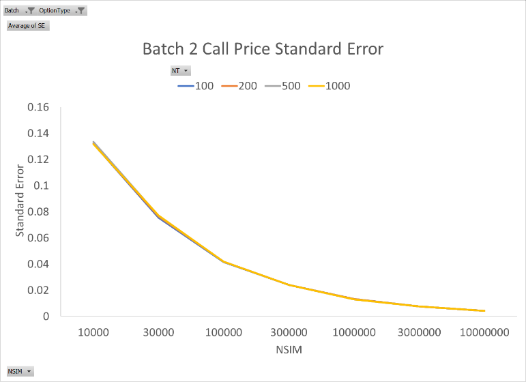 Batch OptionType
Average of SE
Batch 2 Call Price Standard Error
NT
100 200 500 1000
0.16
0.14
0.12
0.1
0.08
0.06
0.04
0.02
0
Standard Error
10000 30000 100000 300000 1000000 3000000 10000000
NSIM
NSIM